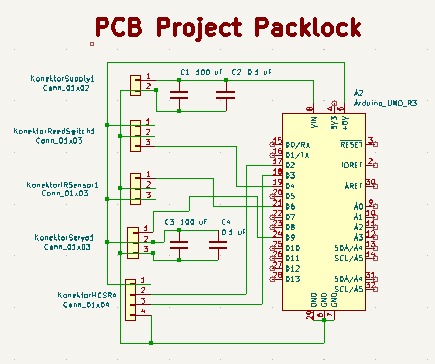 PCB Project Packlock
KonektorSupply1
Conn_01x02
1
2
C1 100 uF
C2 0.1 uF
A2
Arduino_UNO_R3
VIN
3V3
+5V
KonektorReedSwitch1
Conn_01x03
1
2
3
KonektorIRSensor1
Conn_01x03
1
2
3
KonektorServo1
Conn_01x03
1
2
3
C3 100 uF
C4
0.1 uF
KonektorHCSR4
Conn_01x04
1
2
3
4
15 D0/RX
16 D1/TX
17 D2
18 D3
19 D4
20 D5
21 D6
22 D7
23 D8
24 D9
25 D10
26 D11
27 D12
28 D13
RESET 3
IOREF 2
AREF 30
A0 9
A1 10
A2 11
A3 12
SDA/A4 13
SCL/A5 14
SDA/A4 31
SCL/A5 32
GND
GND
GND
29
6
7